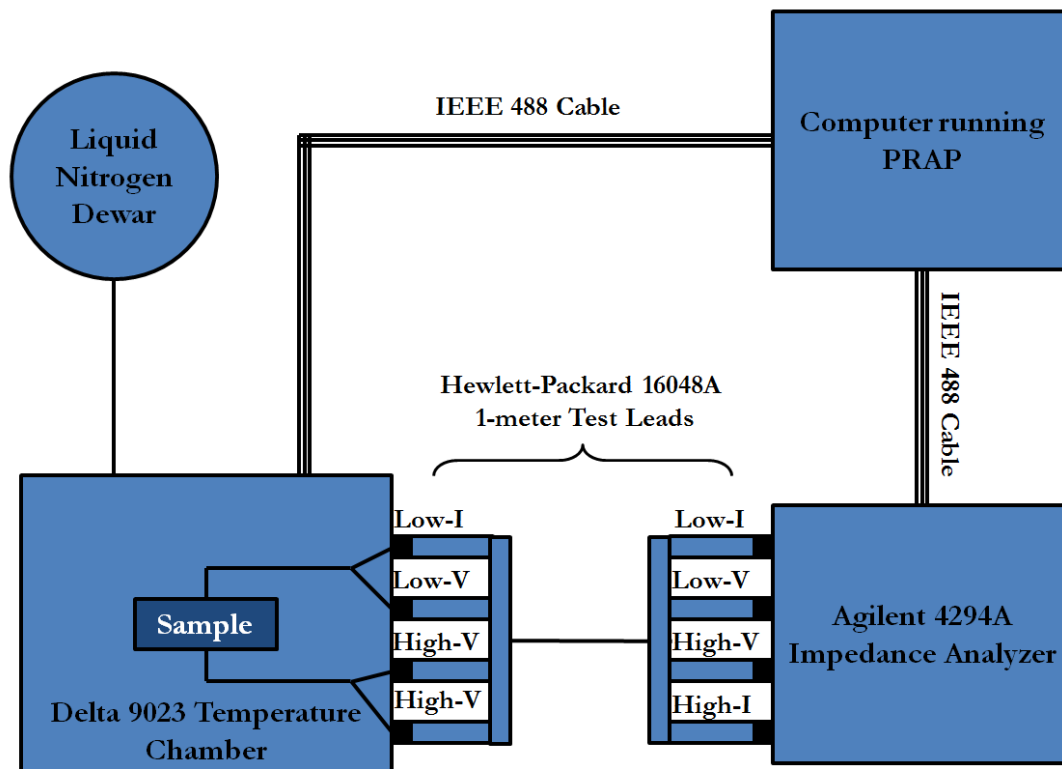 IEEE 488 Cable
Computer running
PRAP
Liquid
Nitrogen
Dewar
IEEE 488 Cable
Hewlett-Packard 16048A
1-meter Test Leads
Low-I
Low-V
High-V
High-V
Low-I
Low-V
High-V
High-I
Sample
Delta 9023 Temperature
Chamber
Agilent 4294A
Impedance Analyzer